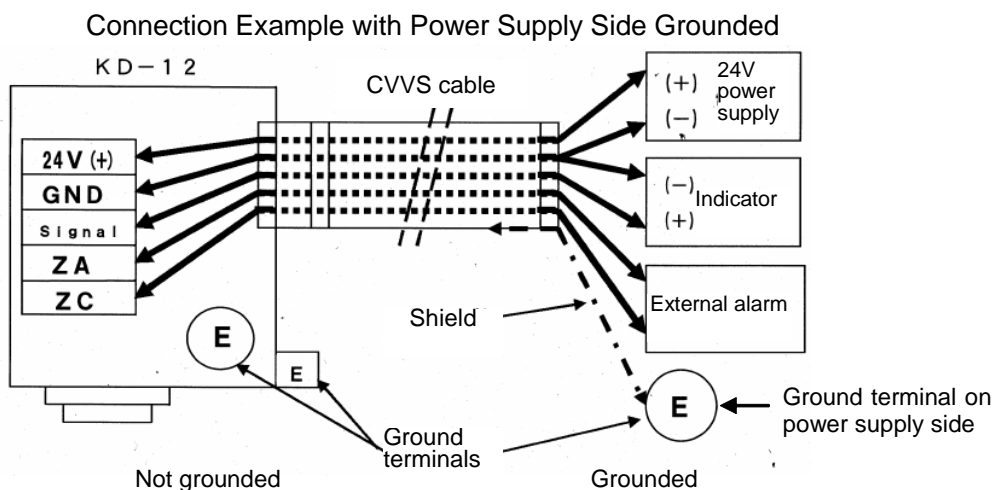 Connection Example with Power Supply Side Grounded
KD-12
CVVS cable
24V (+)
GND
Signal
ZA
ZC
E
E
(+)
(-)
24V
power
supply
(-)
(+)
Indicator
External alarm
Shield
E
Ground terminal on
power supply side
Ground
terminals
Not grounded
Grounded